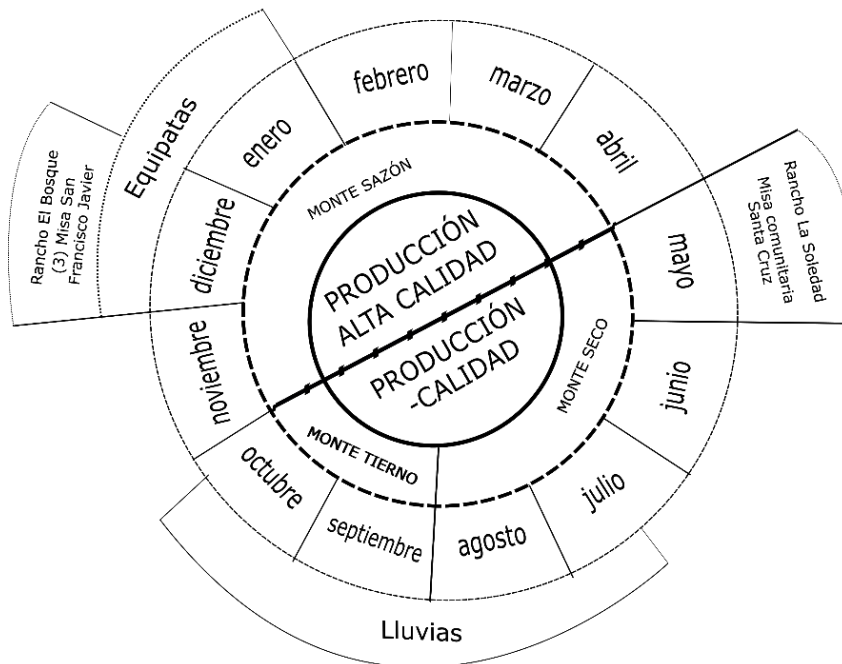 febrero
marzo
abril
mayo
junio
julio
agosto
septiembre
octubre
noviembre
diciembre
enero
Equipatas
Rancho El Bosque
(3) Misa San
Francisco Javier
Rancho La Soledad
Misa comunitaria
Santa Cruz
MONTE SAZÓN
PRODUCCIÓN
ALTA CALIDAD
PRODUCCIÓN
-CALIDAD
MONTE SECO
MONTE TIERNO
Lluvias